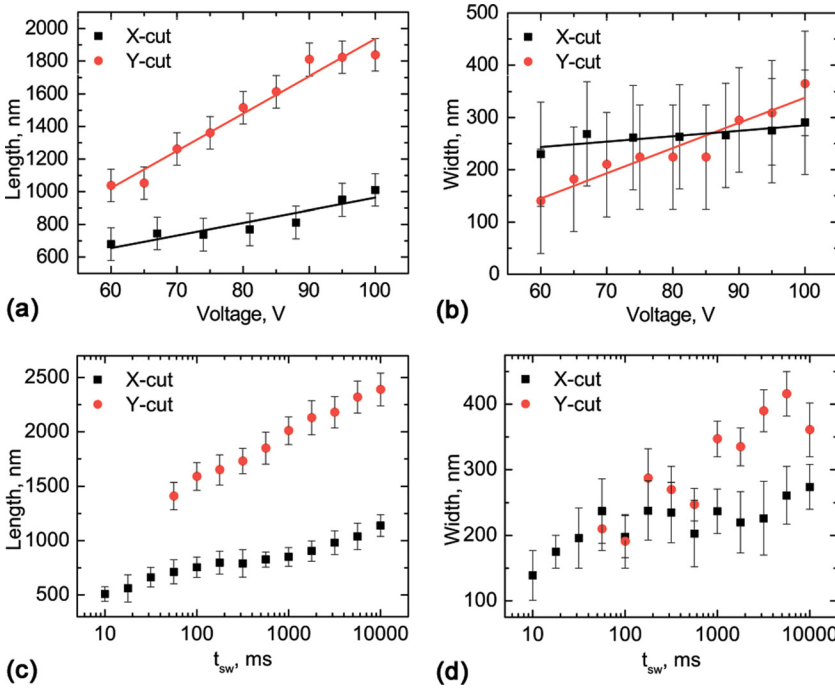 2000
1800
1600
1400
1200
1000
800
600
Length, nm
X-cut
Y-cut
60
70
80
90
100
Voltage, V
(a)
500
400
300
200
100
0
Width, nm
X-cut
Y-cut
60
70
80
90
100
Voltage, V
(b)
2500
2000
1500
1000
500
Length, nm
X-cut
Y-cut
10
100
1000
10000
t_sw, ms
(c)
400
300
200
100
Width, nm
X-cut
Y-cut
10
100
1000
10000
t_sw, ms
(d)